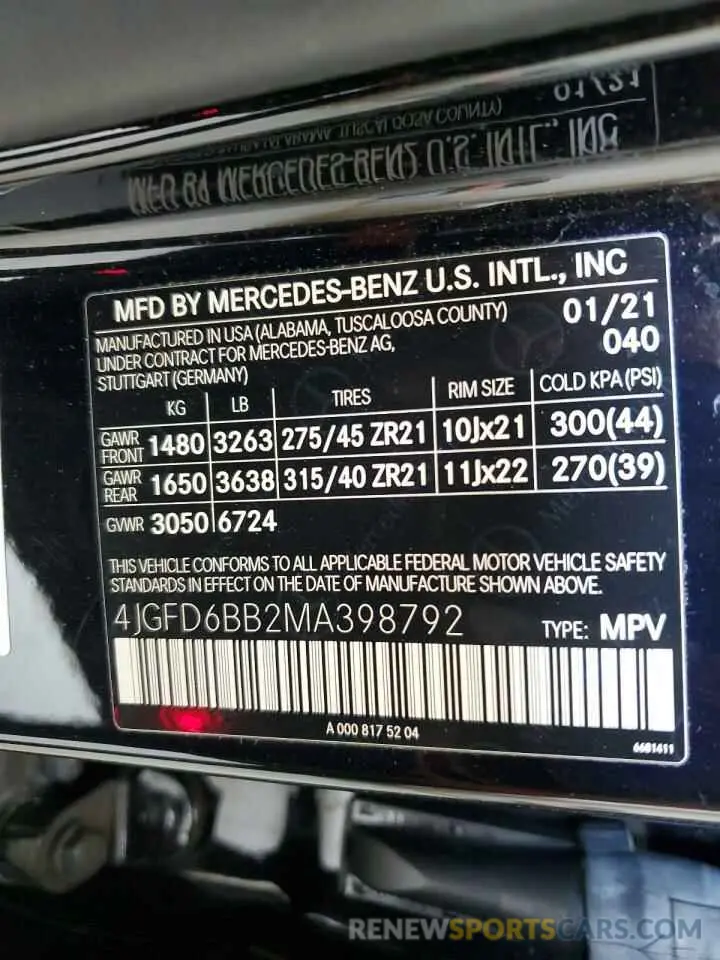 MFD BY MERCEDES-BENZ U.S. INTL., INC
MANUFACTURED IN USA (ALABAMA, TUSCALOOSA COUNTY) 01/21
UNDER CONTRACT FOR MERCEDES-BENZ AG, 040
STUTTGART (GERMANY)
KG LB TIRES RIM SIZE COLD KPA (PSI)
GAWR FRONT 1480 3263 275/45 ZR21 10Jx21 300(44)
GAWR REAR 1650 3638 315/40 ZR21 11Jx22 270(39)
GVWR 3050 6724
THIS VEHICLE CONFORMS TO ALL APPLICABLE FEDERAL MOTOR VEHICLE SAFETY
STANDARDS IN EFFECT ON THE DATE OF MANUFACTURE SHOWN ABOVE.
4JGFD6BB2MA398792 TYPE: MPV
A 000 817 52 04
6681411
RENEWSPORTSCARS.COM